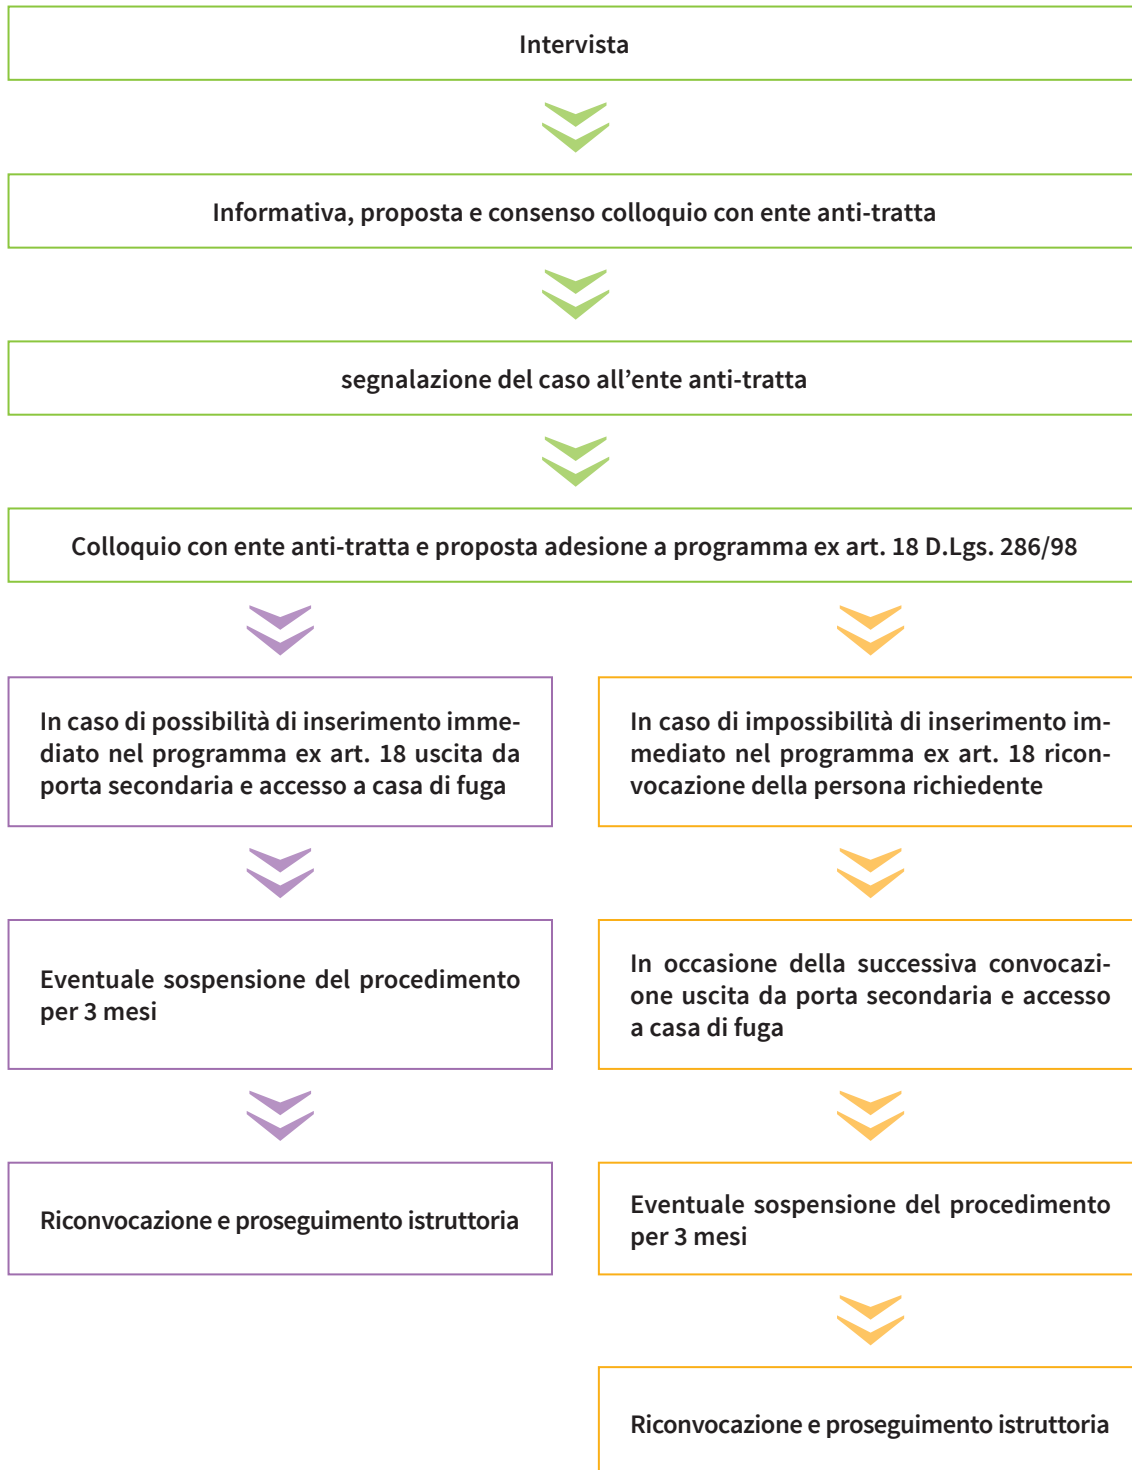 Intervista
Informativa, proposta e consenso colloquio con ente anti-tratta
segnalazione del caso all’ente anti-tratta
Colloquio con ente anti-tratta e proposta adesione a programma ex art. 18 D.Lgs. 286/98
In caso di possibilità di inserimento imme-
diato nel programma ex art. 18 uscita da
porta secondaria e accesso a casa di fuga
In caso di impossibilità di inserimento im-
mediato nel programma ex art. 18 ricon-
vocazione della persona richiedente
Eventuale sospensione del procedimento
per 3 mesi
In occasione della successiva convocazi-
one uscita da porta secondaria e accesso
a casa di fuga
Riconvocazione e proseguimento istruttoria
Eventuale sospensione del procedimento
per 3 mesi
Riconvocazione e proseguimento istruttoria